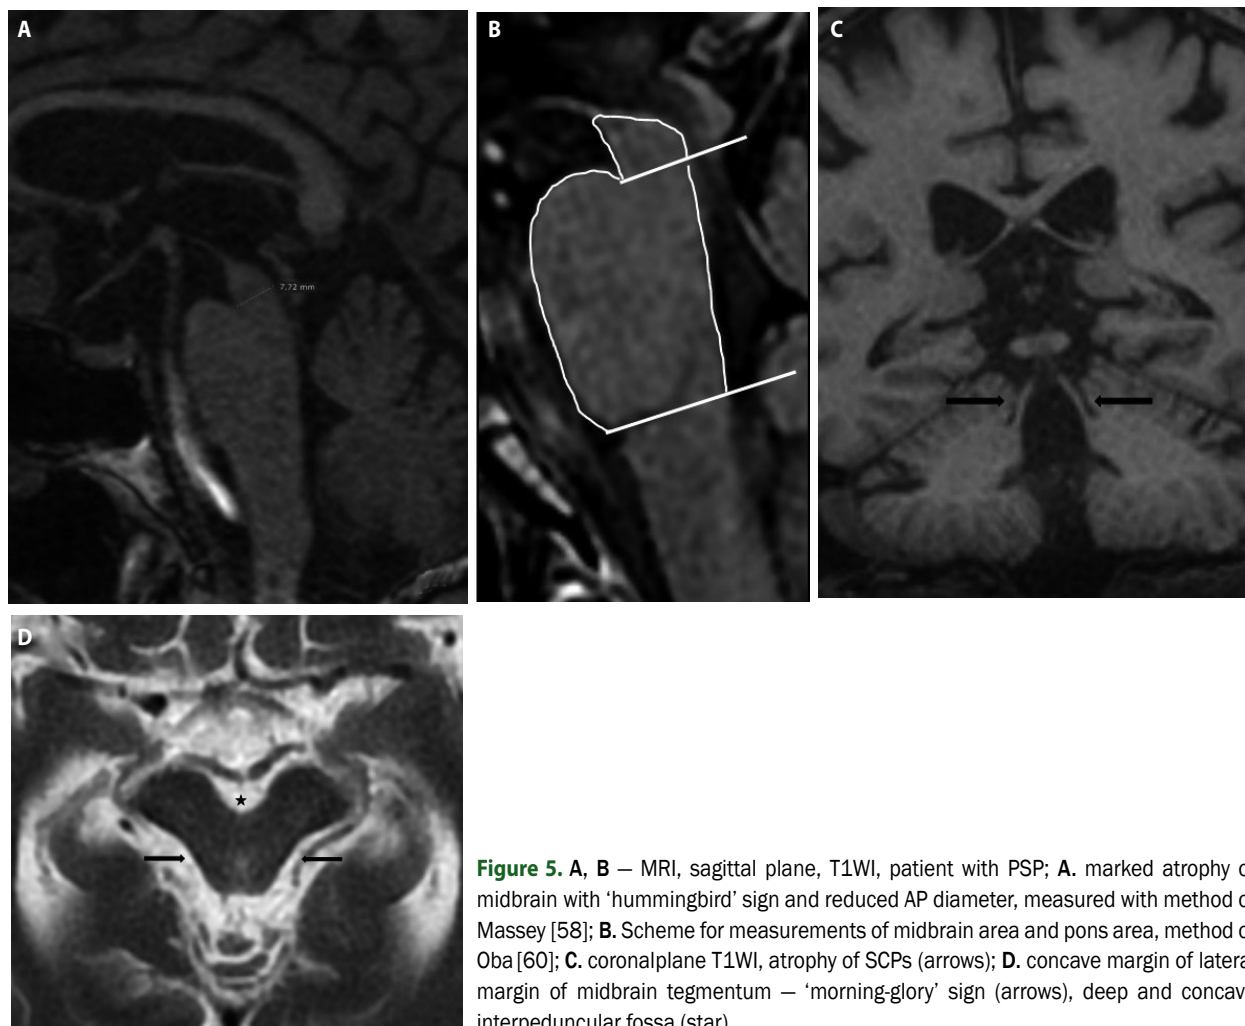 A
B
C
7.72 mm
D
Figure 5. A, B — MRI, sagittal plane, T1WI, patient with PSP; A. marked atrophy o
midbrain with ‘hummingbird’ sign and reduced AP diameter, measured with method o
Massey [58]; B. Scheme for measurements of midbrain area and pons area, method o
Oba [60]; C. coronalplane T1WI, atrophy of SCPs (arrows); D. concave margin of latera
margin of midbrain tegmentum — ‘morning-glory’ sign (arrows), deep and concav
interpeduncular fossa (star)